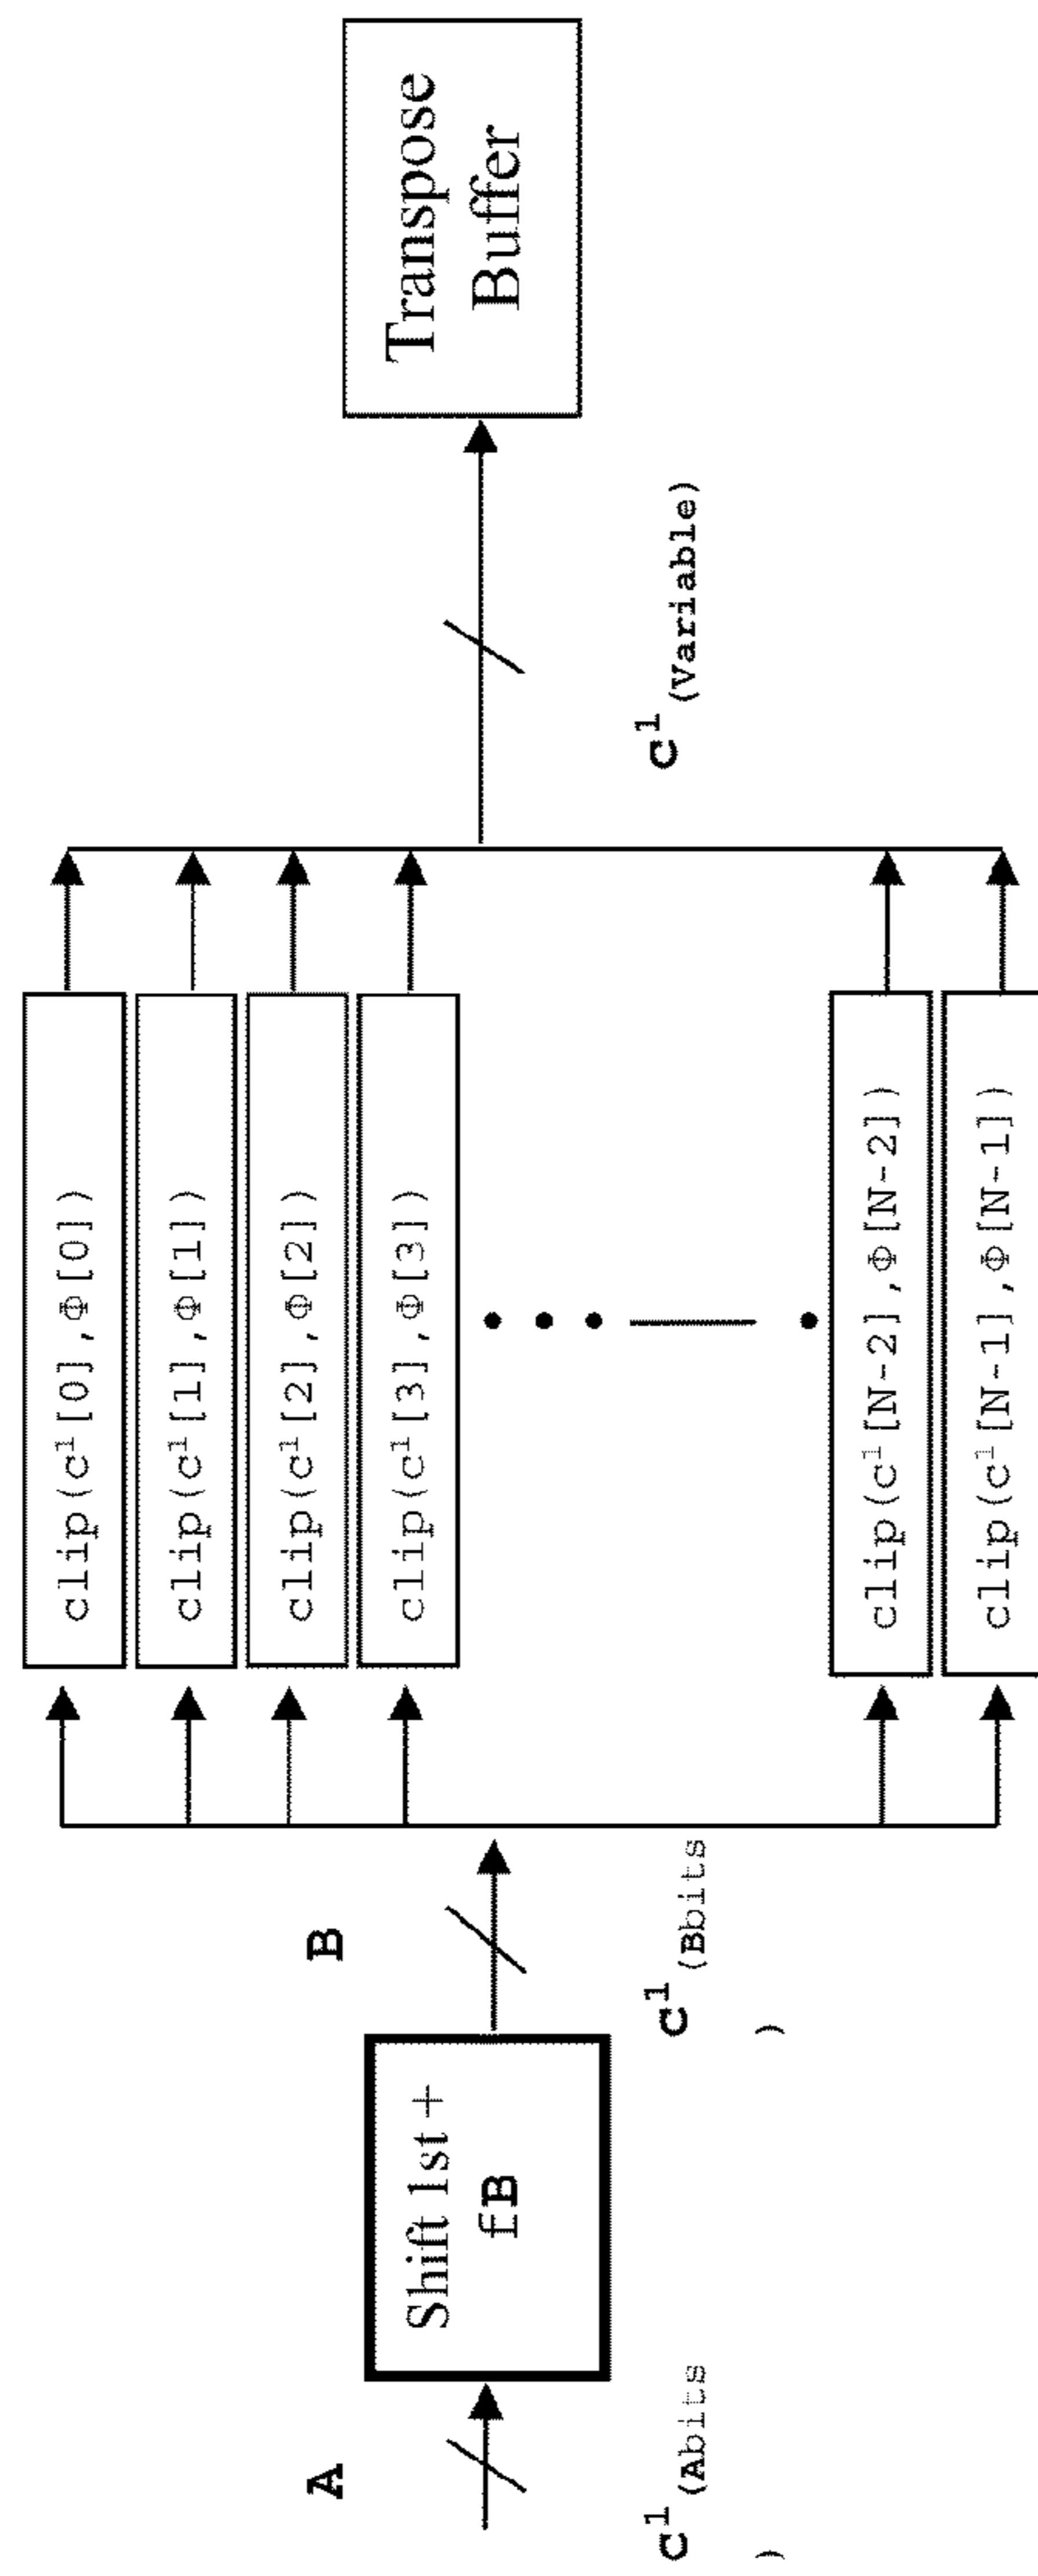 A
c¹(Abits
)
Shift 1st +
fB
B
c¹(Bbits
)
clip(c¹[0],Φ[0])
clip(c¹[1],Φ[1])
clip(c¹[2],Φ[2])
clip(c¹[3],Φ[3])
clip(c¹[N-2],Φ[N-2])
clip(c¹[N-1],Φ[N-1])
c¹(Variable)
Transpose
Buffer